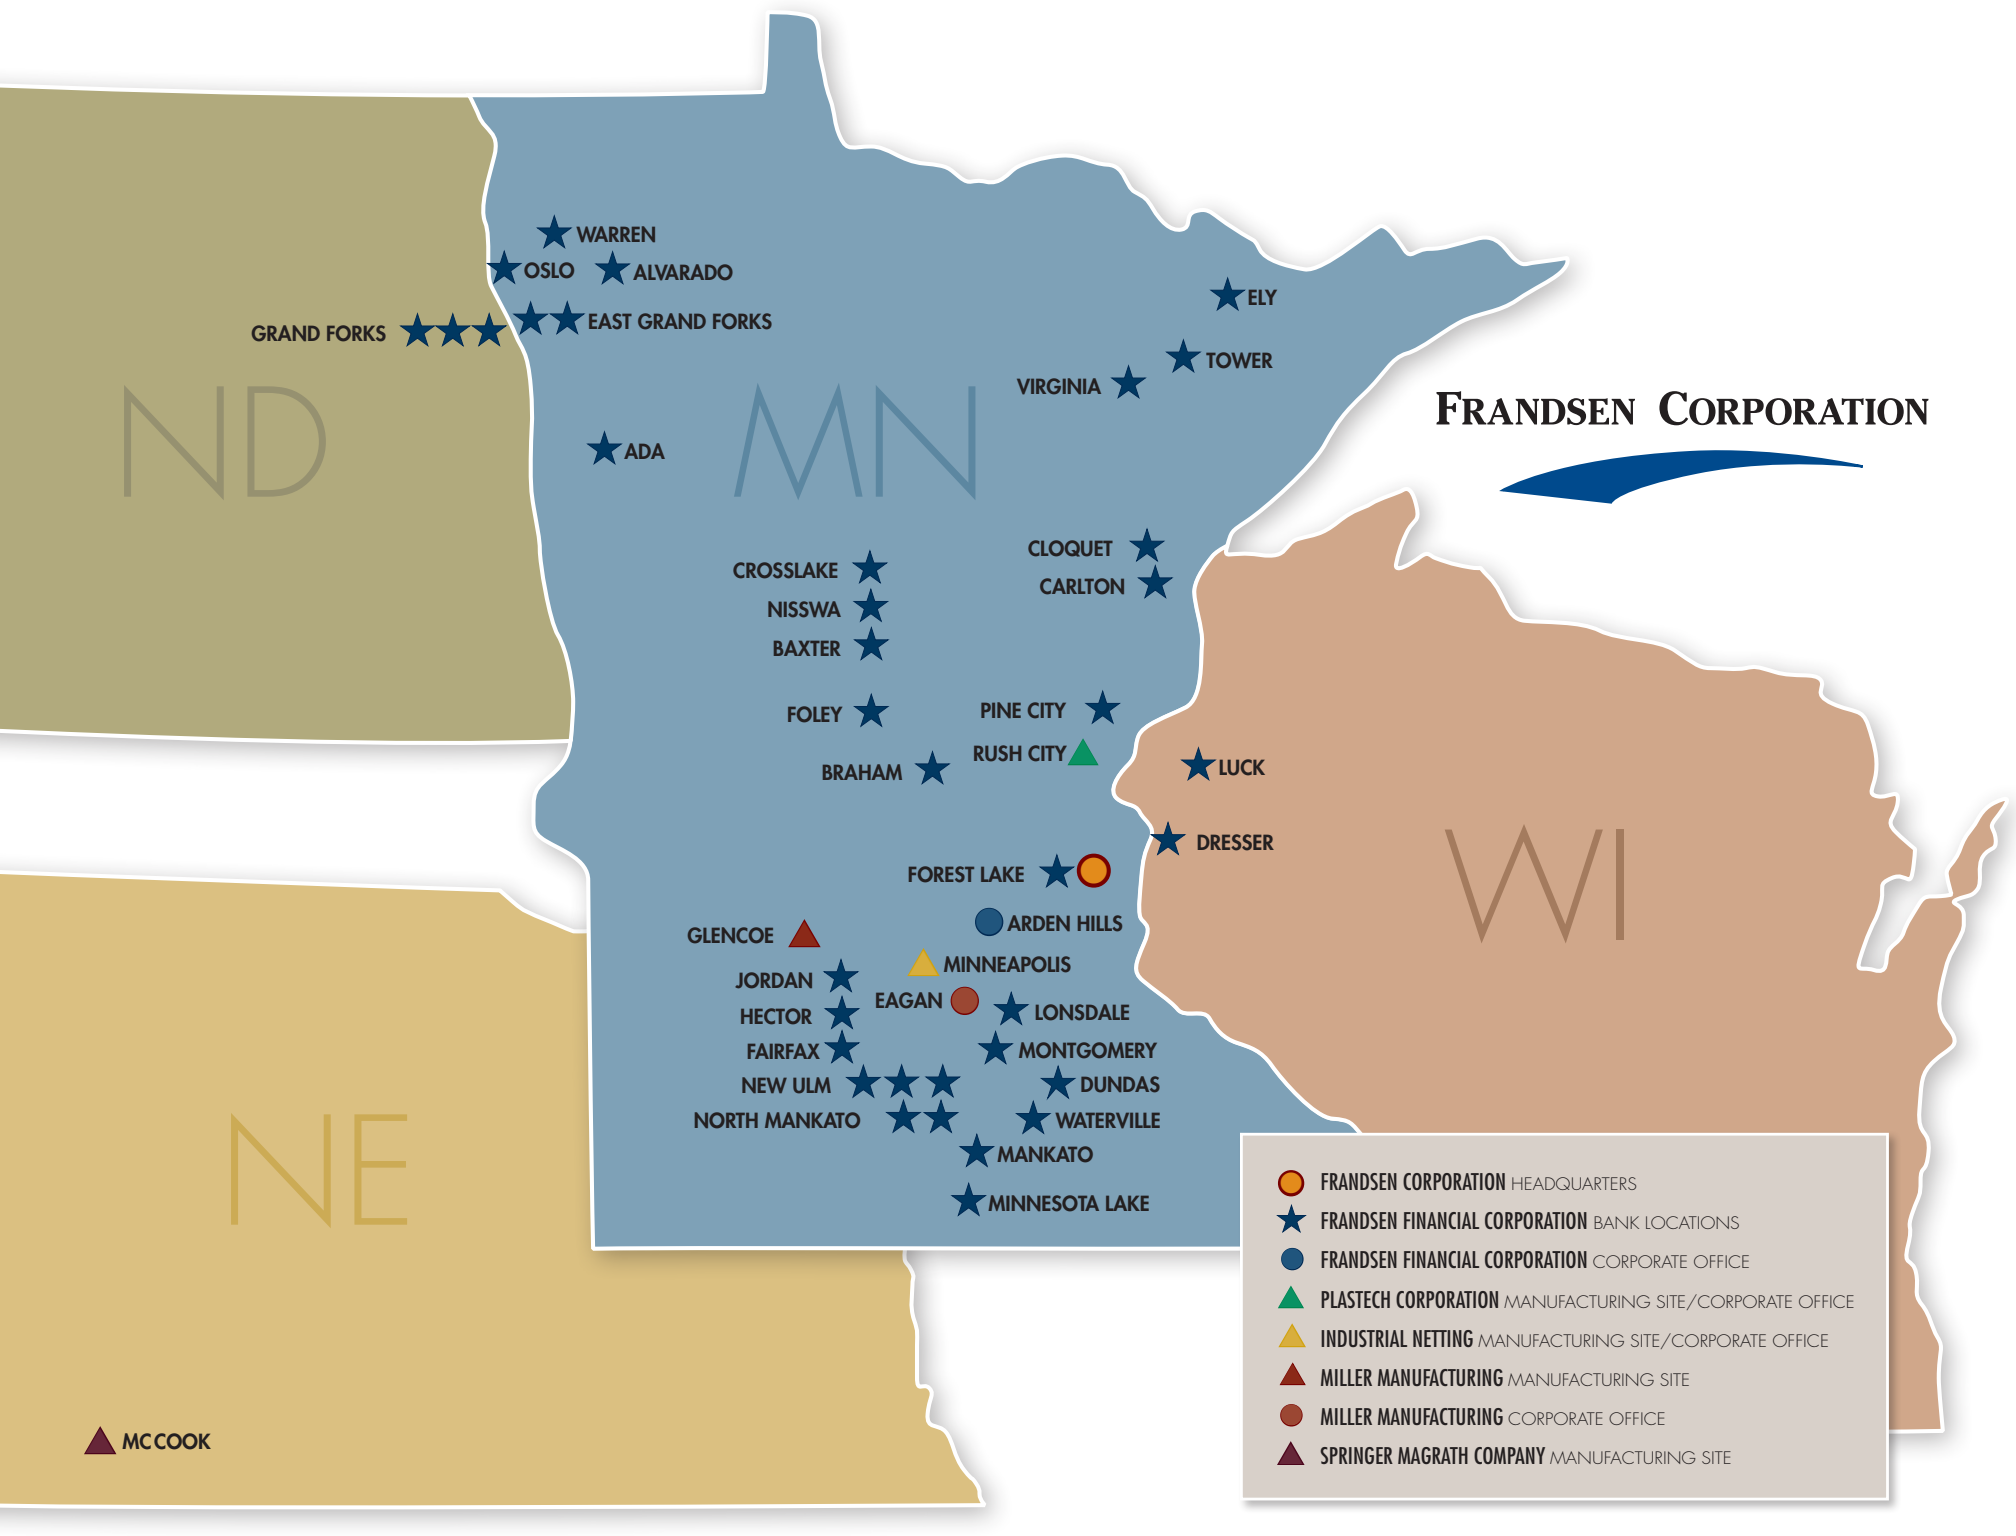 WARREN
OSLO
ALVARADO
GRAND FORKS
EAST GRAND FORKS
ELY
TOWER
VIRGINIA
ND
MN
FRANDSEN CORPORATION
ADA
CLOQUET
CROSSLAKE
CARLTON
NISSWA
BAXTER
FOLEY
PINE CITY
RUSH CITY
BRAHAM
LUCK
DRESSER
WI
FOREST LAKE
ARDEN HILLS
GLENCOE
MINNEAPOLIS
JORDAN
EAGAN
LONSDALE
HECTOR
FAIRFAX
MONTGOMERY
NEW ULM
DUNDAS
NORTH MANKATO
WATERVILLE
MANKATO
MINNESOTA LAKE
NE
MC COOK
FRANDSEN CORPORATION HEADQUARTERS
FRANDSEN FINANCIAL CORPORATION BANK LOCATIONS
FRANDSEN FINANCIAL CORPORATION CORPORATE OFFICE
PLASTECH CORPORATION MANUFACTURING SITE/CORPORATE OFFICE
INDUSTRIAL NETTING MANUFACTURING SITE/CORPORATE OFFICE
MILLER MANUFACTURING MANUFACTURING SITE
MILLER MANUFACTURING CORPORATE OFFICE
SPRINGER MAGRATH COMPANY MANUFACTURING SITE